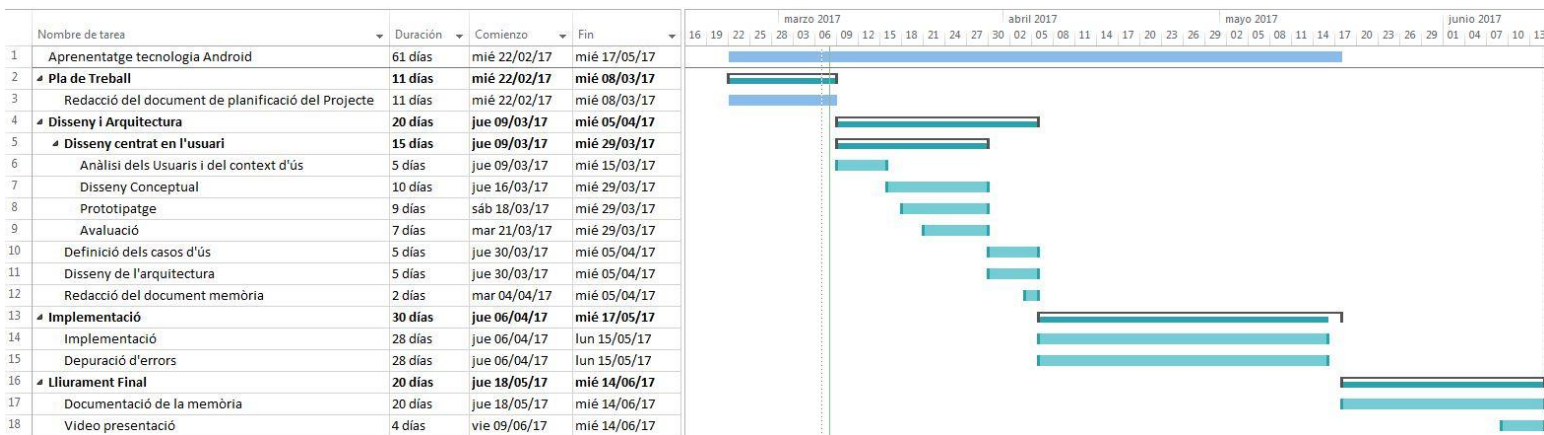 marzo 2017 abril 2017 mayo 2017 junio 2017
Nombre de tarea Duración Comienzo Fin 16 19 22 25 28 03 06 09 12 15 18 21 24 27 30 02 05 08 11 14 17 20 23 26 29 02 05 08 11 14 17 20 23 26 29 01 04 07 10 13
1 Aprenentatge tecnologia Android 61 días mié 22/02/17 mié 17/05/17
2 Pla de Treball 11 días mié 22/02/17 mié 08/03/17
3 Redacció del document de planificació del Projecte 11 días mié 22/02/17 mié 08/03/17
4 Disseny i Arquitectura 20 días jue 09/03/17 mié 05/04/17
5 Disseny centrat en l'usuari 15 días jue 09/03/17 mié 29/03/17
6 Anàlisi dels Usuaris i del context d'ús 5 días jue 09/03/17 mié 15/03/17
7 Disseny Conceptual 10 días jue 16/03/17 mié 29/03/17
8 Prototipatge 9 días sáb 18/03/17 mié 29/03/17
9 Avaluació 7 días mar 21/03/17 mié 29/03/17
10 Definició dels casos d'ús 5 días jue 30/03/17 mié 05/04/17
11 Disseny de l'arquitectura 5 días jue 30/03/17 mié 05/04/17
12 Redacció del document memòria 2 días mar 04/04/17 mié 05/04/17
13 Implementació 30 días jue 06/04/17 mié 17/05/17
14 Implementació 28 días jue 06/04/17 lun 15/05/17
15 Depuració d'errors 28 días jue 06/04/17 lun 15/05/17
16 Lliurament Final 20 días jue 18/05/17 mié 14/06/17
17 Documentació de la memòria 20 días jue 18/05/17 mié 14/06/17
18 Video presentació 4 días vie 09/06/17 mié 14/06/17